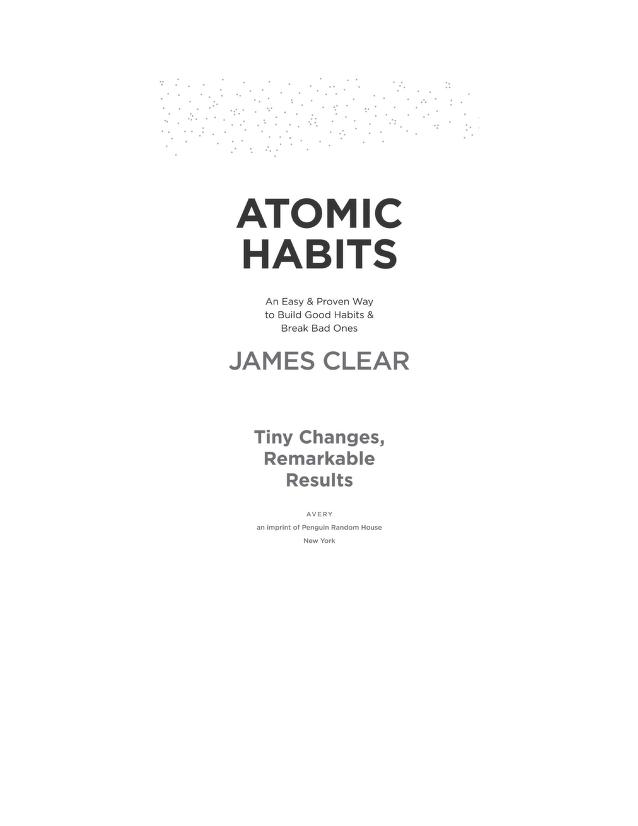 ATOMIC
HABITS
An Easy & Proven Way
to Build Good Habits &
Break Bad Ones
JAMES CLEAR
Tiny Changes,
Remarkable
Results
AVERY
an imprint of Penguin Random House
New York